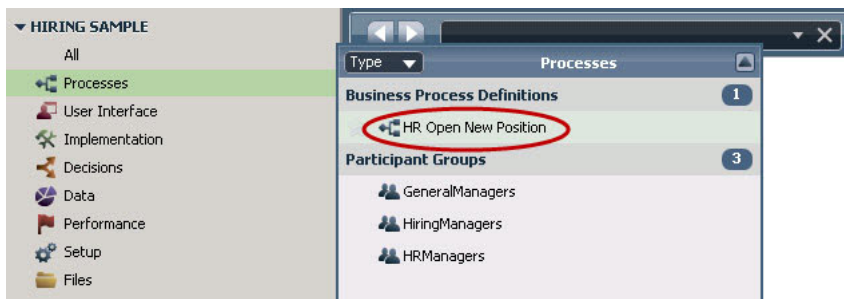 HIRING SAMPLE
All
Processes
User Interface
Implementation
Decisions
Data
Performance
Setup
Files
Type
Processes
Business Process Definitions 1
HR Open New Position
Participant Groups 3
GeneralManagers
HiringManagers
HRManagers